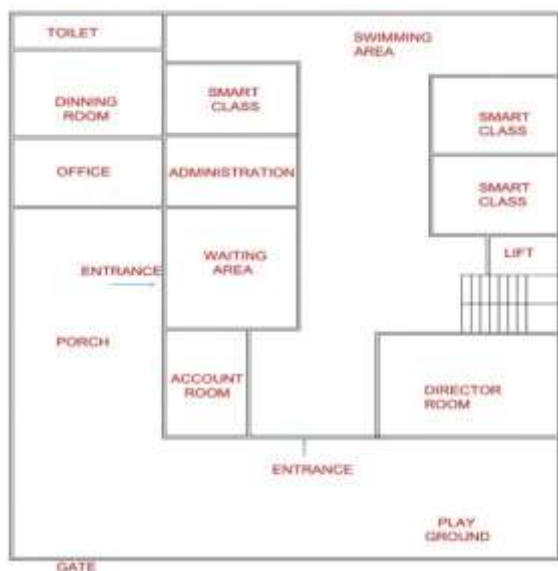 TOILET
SWIMMING
AREA
DINNING
ROOM
SMART
CLASS
SMART
CLASS
OFFICE
ADMINISTRATION
SMART
CLASS
WAITING
AREA
LIFT
ENTRANCE
PORCH
ACCOUNT
ROOM
DIRECTOR
ROOM
ENTRANCE
PLAY
GROUND
GATE